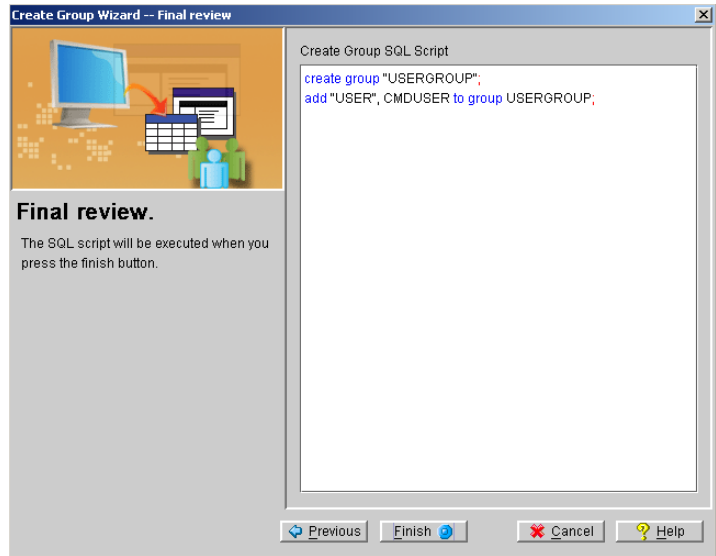 Create Group Wizard -- Final review
Create Group SQL Script
create group "USERGROUP";
add "USER", CMDUSER to group USERGROUP;
Final review.
The SQL script will be executed when you
press the finish button.
Previous
Finish
Cancel
Help